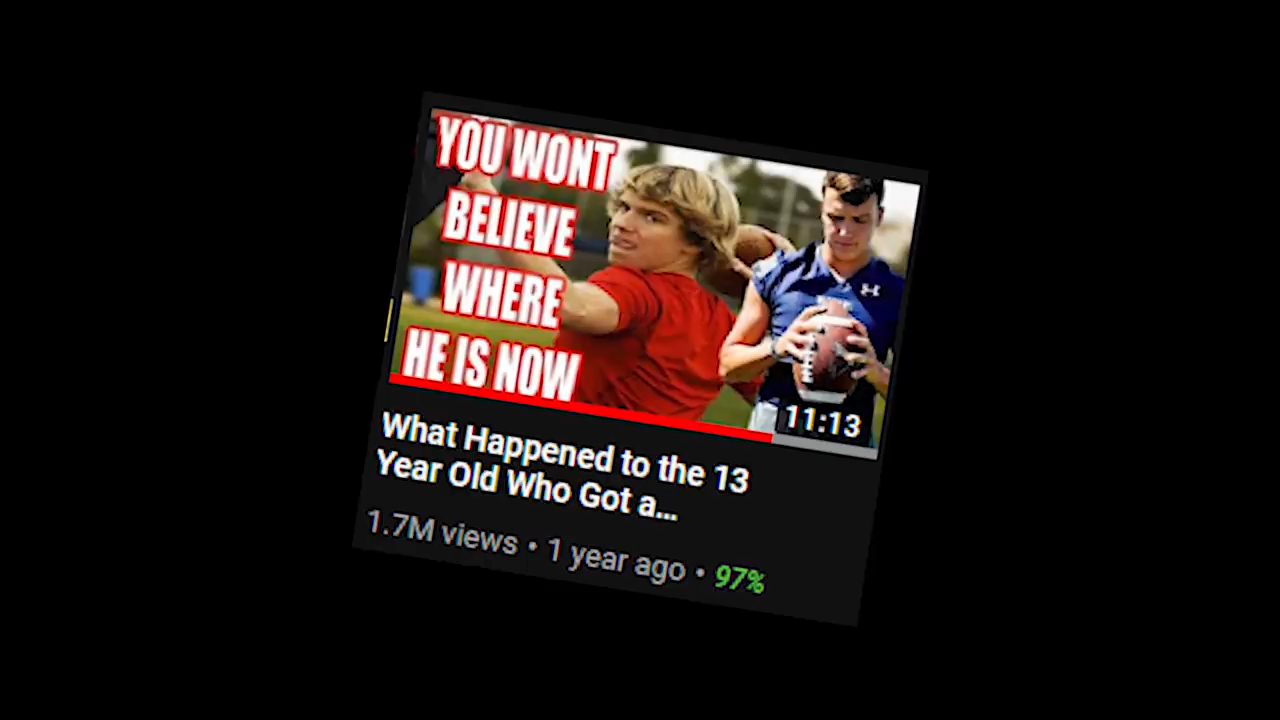 YOU WONT
BELIEVE
WHERE
HE IS NOW
11:13
What Happened to the 13
Year Old Who Got a...
1.7M views • 1 year ago • 97%